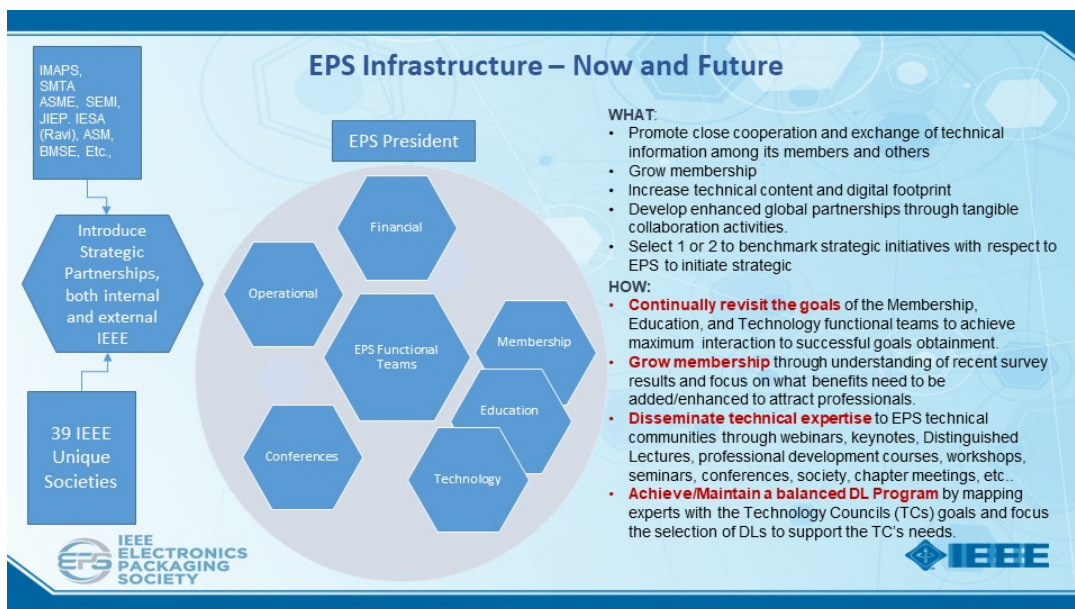 EPS Infrastructure – Now and Future
IMAPS,
SMTA
ASME, SEMI,
JIEP. IESA
(Ravi), ASM,
BMSE, Etc.,
Introduce
Strategic
Partnerships,
both internal
and external
IEEE
39 IEEE
Unique
Societies
EPS President
Financial
Operational
EPS Functional
Teams
Membership
Education
Conferences
Technology
WHAT:
• Promote close cooperation and exchange of technical
information among its members and others
• Grow membership
• Increase technical content and digital footprint
• Develop enhanced global partnerships through tangible
collaboration activities.
• Select 1 or 2 to benchmark strategic initiatives with respect to
EPS to initiate strategic
HOW:
• Continually revisit the goals of the Membership,
Education, and Technology functional teams to achieve
maximum interaction to successful goals obtainment.
• Grow membership through understanding of recent survey
results and focus on what benefits need to be
added/enhanced to attract professionals.
• Disseminate technical expertise to EPS technical
communities through webinars, keynotes, Distinguished
Lectures, professional development courses, workshops,
seminars, conferences, society, chapter meetings, etc..
• Achieve/Maintain a balanced DL Program by mapping
experts with the Technology Councils (TCs) goals and focus
the selection of DLs to support the TC's needs.
EPS
IEEE
ELECTRONICS
PACKAGING
SOCIETY
IEEE